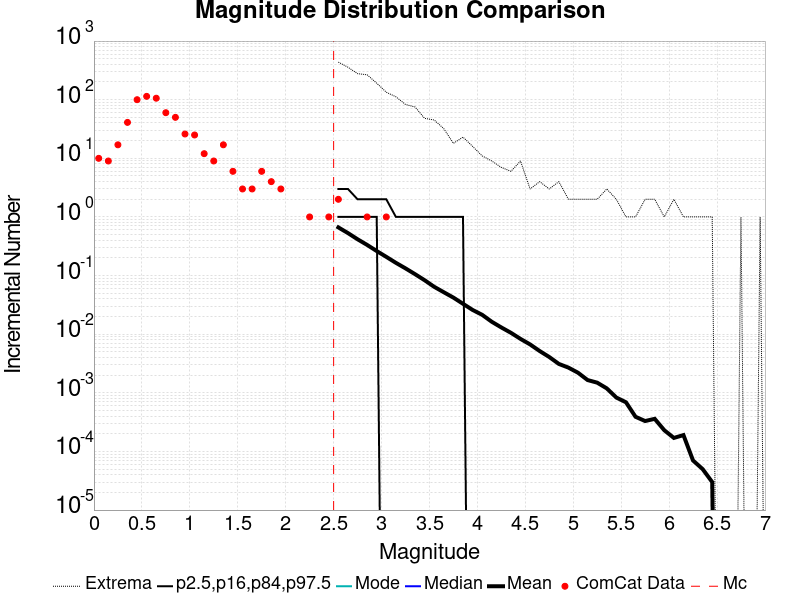 Magnitude Distribution Comparison
10^3
10^2
10^1
10^0
10^-1
10^-2
10^-3
10^-4
10^-5
Incremental Number
0 0.5 1 1.5 2 2.5 3 3.5 4 4.5 5 5.5 6 6.5 7
Magnitude
Extrema p2.5,p16,p84,p97.5 Mode Median Mean ComCat Data Mc